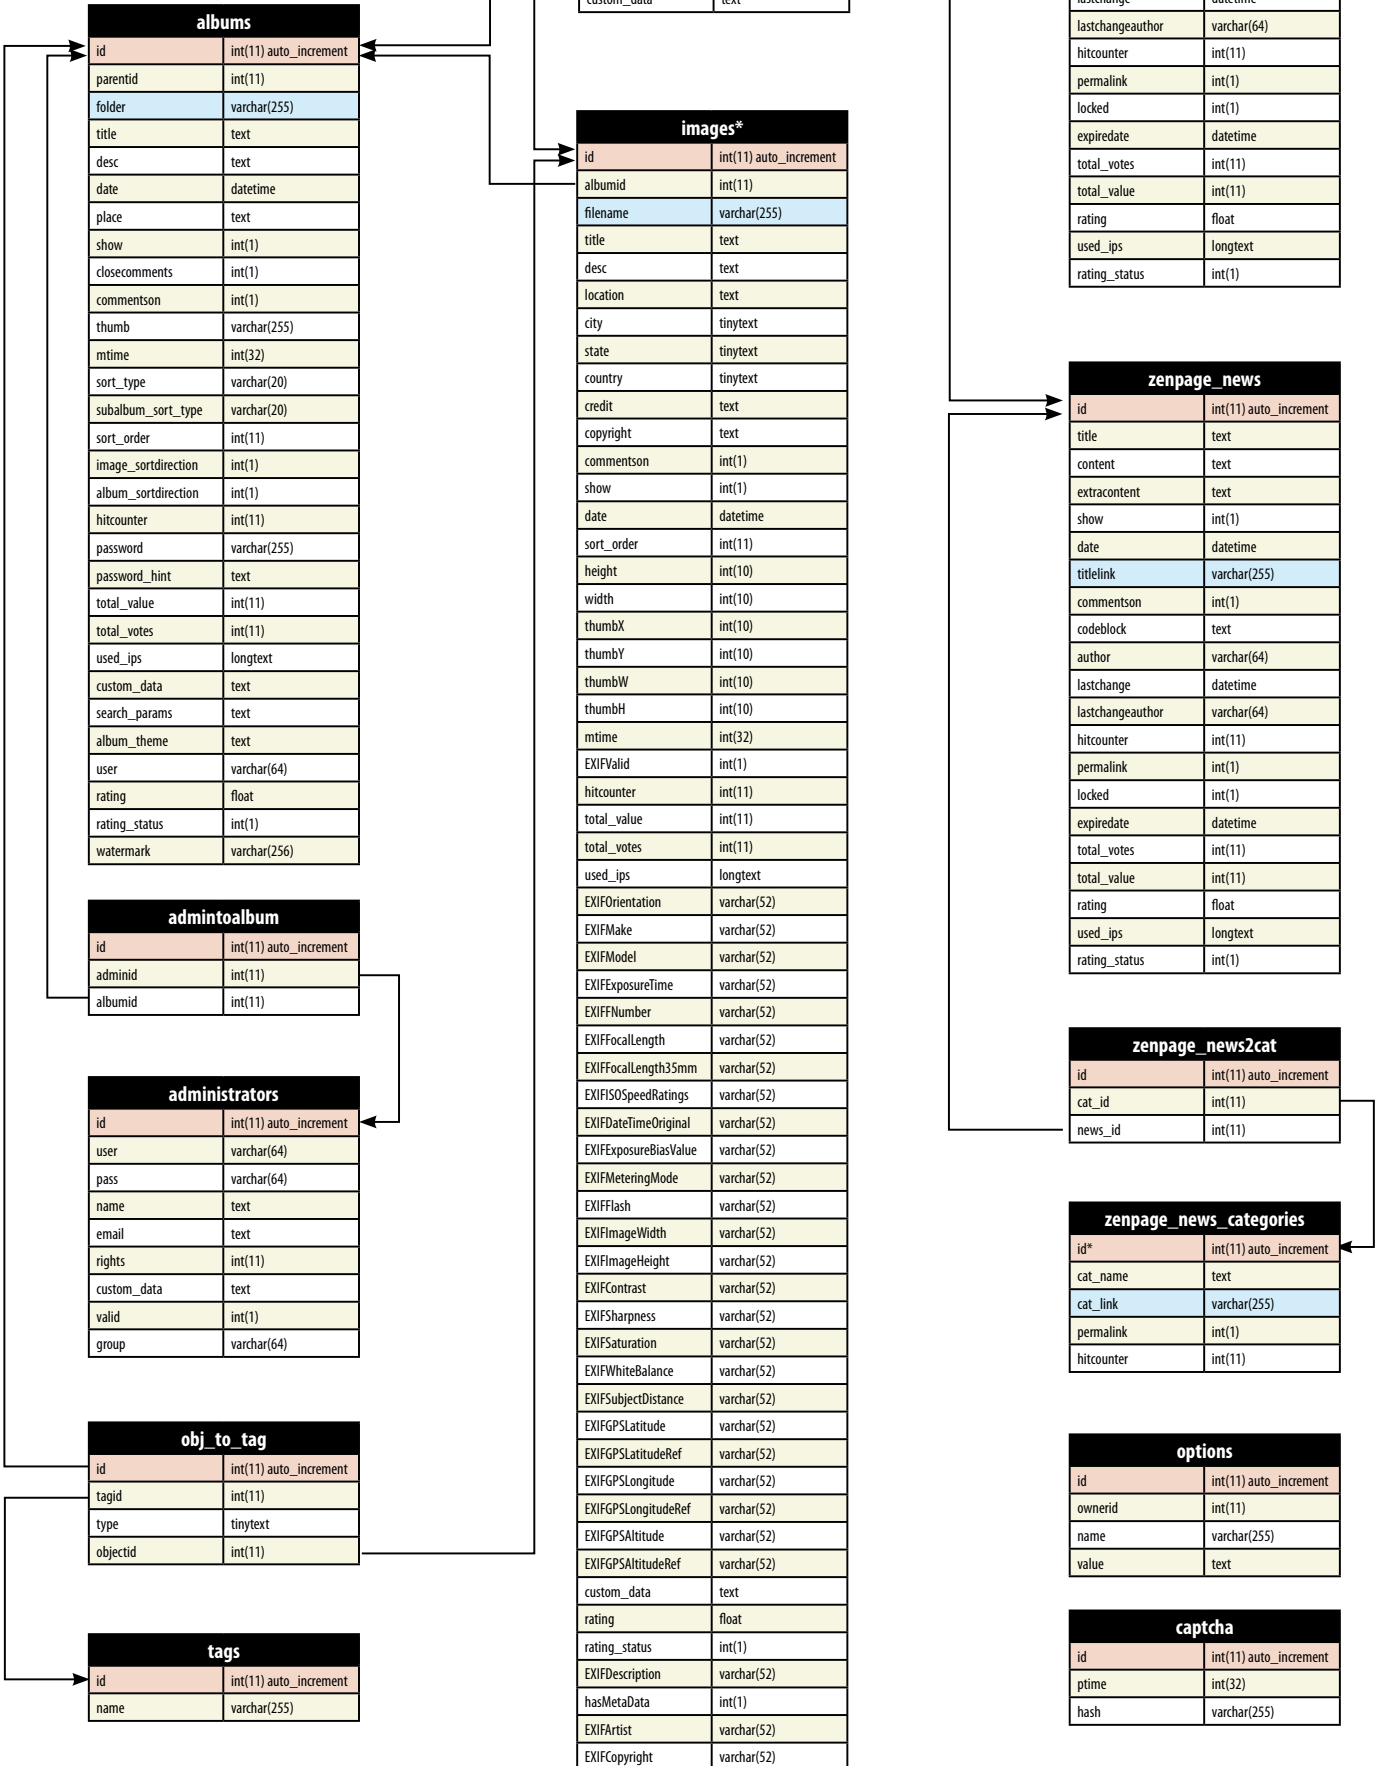 albums
id int(11) auto_increment
parentid int(11)
folder varchar(255)
title text
desc text
date datetime
place text
show int(1)
closecomments int(1)
commentson int(1)
thumb varchar(255)
mtime int(32)
sort_type varchar(20)
subalbum_sort_type varchar(20)
sort_order int(11)
image_sortdirection int(1)
album_sortdirection int(1)
hitcounter int(11)
password varchar(255)
password_hint text
total_value int(11)
total_votes int(11)
used_ips longtext
custom_data text
search_params text
album_theme text
user varchar(64)
rating float
rating_status int(1)
watermark varchar(256)
admintoalbum
id int(11) auto_increment
adminid int(11)
albumid int(11)
administrators
id int(11) auto_increment
user varchar(64)
pass varchar(64)
name text
email text
rights int(11)
custom_data text
valid int(1)
group varchar(64)
obj_to_tag
id int(11) auto_increment
tagid int(11)
type tinytext
objectid int(11)
tags
id int(11) auto_increment
name varchar(255)
custom_data text
images*
id int(11) auto_increment
albumid int(11)
filename varchar(255)
title text
desc text
location text
city tinytext
state tinytext
country tinytext
credit text
copyright text
commentson int(1)
show int(1)
date datetime
sort_order int(11)
height int(10)
width int(10)
thumbX int(10)
thumbY int(10)
thumbW int(10)
thumbH int(10)
mtime int(32)
EXIFValid int(1)
hitcounter int(11)
total_value int(11)
total_votes int(11)
used_ips longtext
EXIFOrientation varchar(52)
EXIFMake varchar(52)
EXIFModel varchar(52)
EXIFExposureTime varchar(52)
EXIFFNumber varchar(52)
EXIFFocalLength varchar(52)
EXIFFocalLength35mm varchar(52)
EXIFISOSpeedRatings varchar(52)
EXIFDateTimeOriginal varchar(52)
EXIFExposureBiasValue varchar(52)
EXIFMeteringMode varchar(52)
EXIFFlash varchar(52)
EXIFImageWidth varchar(52)
EXIFImageHeight varchar(52)
EXIFContrast varchar(52)
EXIFSharpness varchar(52)
EXIFSaturation varchar(52)
EXIFWhiteBalance varchar(52)
EXIFSubjectDistance varchar(52)
EXIFGPSLatitude varchar(52)
EXIFGPSLatitudeRef varchar(52)
EXIFGPSLongitude varchar(52)
EXIFGPSLongitudeRef varchar(52)
EXIFGPSAltitude varchar(52)
EXIFGPSAltitudeRef varchar(52)
custom_data text
rating float
rating_status int(1)
EXIFDescription varchar(52)
hasMetaData int(1)
EXIFArtist varchar(52)
EXIFCopyright varchar(52)
lastchange datetime
lastchangeauthor varchar(64)
hitcounter int(11)
permalink int(1)
locked int(1)
expiredate datetime
total_votes int(11)
total_value int(11)
rating float
used_ips longtext
rating_status int(1)
zenpage_news
id int(11) auto_increment
title text
content text
extracontent text
show int(1)
date datetime
titlelink varchar(255)
commentson int(1)
codeblock text
author varchar(64)
lastchange datetime
lastchangeauthor varchar(64)
hitcounter int(11)
permalink int(1)
locked int(1)
expiredate datetime
total_votes int(11)
total_value int(11)
rating float
used_ips longtext
rating_status int(1)
zenpage_news2cat
id int(11) auto_increment
cat_id int(11)
news_id int(11)
zenpage_news_categories
id* int(11) auto_increment
cat_name text
cat_link varchar(255)
permalink int(1)
hitcounter int(11)
options
id int(11) auto_increment
ownerid int(11)
name varchar(255)
value text
captcha
id int(11) auto_increment
ptime int(32)
hash varchar(255)